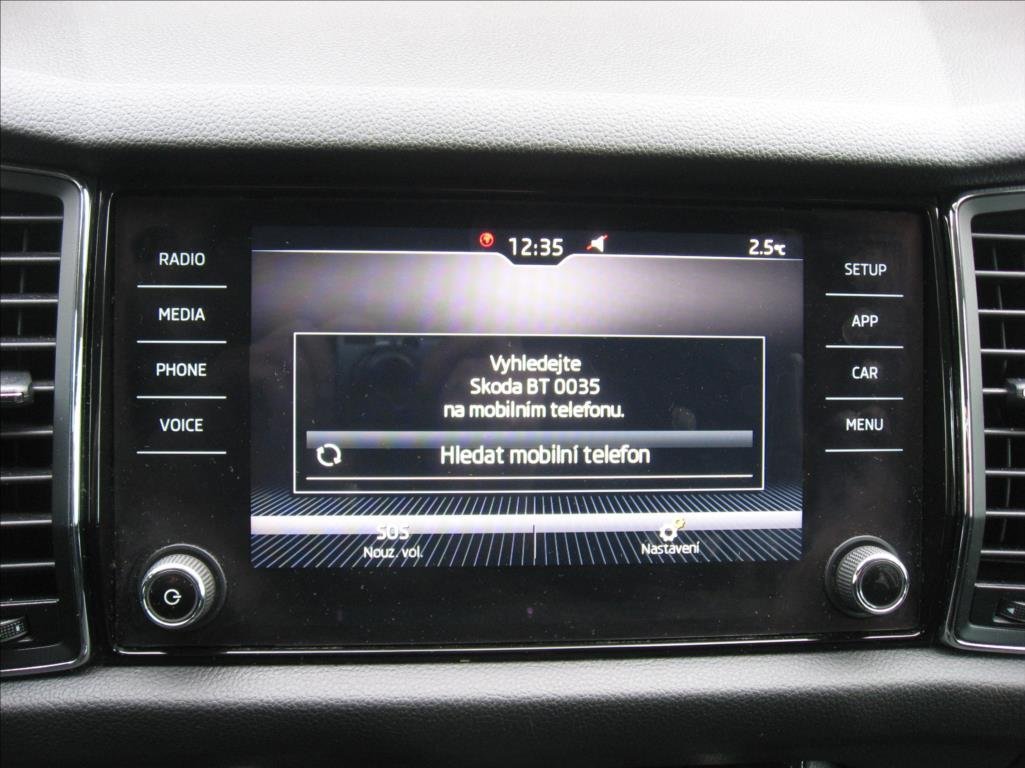 RADIO
MEDIA
PHONE
VOICE
12:35
2.5°C
Vyhledejte
Skoda BT 0035
na mobilním telefonu.
Hledat mobilní telefon
SOS
Nouz. vol.
Nastavení
SETUP
APP
CAR
MENU